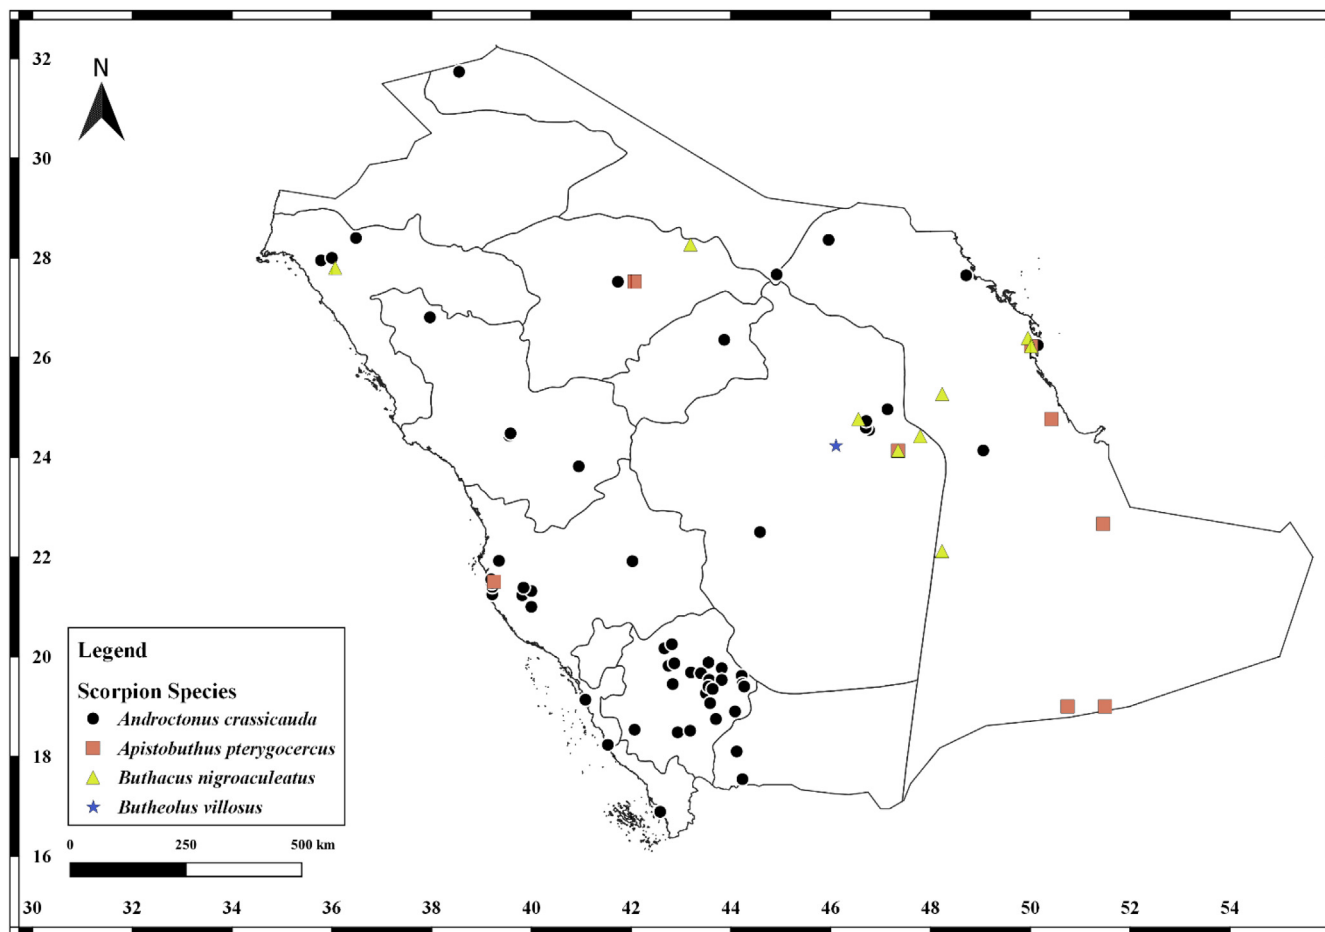 N
32
30
28
26
24
22
20
18
16
Legend
Scorpion Species
Androctonus crassicauda
Apistobuthus pterygocercus
Buthacus nigroaculeatus
Butheolus villosus
0 250 500 km
30 32 34 36 38 40 42 44 46 48 50 52 54